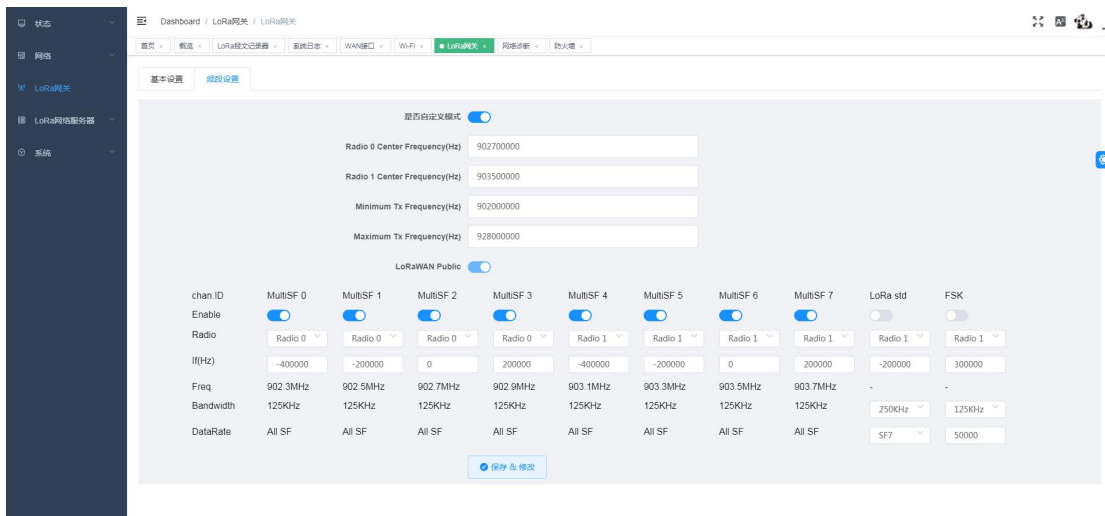 状态
网络
LoRa网关
LoRa网络服务器
系统
Dashboard / LoRa网关 / LoRa网关
首页 × 概览 × LoRa报文记录器 × 系统日志 × WAN接口 × Wi-Fi × LoRa网关 × 网络诊断 × 防火墙 ×
基本设置 频段设置
是否自定义模式
Radio 0 Center Frequency(Hz) 902700000
Radio 1 Center Frequency(Hz) 903500000
Minimum Tx Frequency(Hz) 902000000
Maximum Tx Frequency(Hz) 928000000
LoRaWAN Public
chan.ID MultiSF 0 MultiSF 1 MultiSF 2 MultiSF 3 MultiSF 4 MultiSF 5 MultiSF 6 MultiSF 7 LoRa std FSK
Enable
Radio Radio 0 Radio 0 Radio 0 Radio 0 Radio 1 Radio 1 Radio 1 Radio 1 Radio 1 Radio 1
If(Hz) -400000 -200000 0 200000 -400000 -200000 0 200000 -200000 300000
Freq. 902.3MHz 902.5MHz 902.7MHz 902.9MHz 903.1MHz 903.3MHz 903.5MHz 903.7MHz - -
Bandwidth 125KHz 125KHz 125KHz 125KHz 125KHz 125KHz 125KHz 125KHz 250KHz 125KHz
DataRate All SF All SF All SF All SF All SF All SF All SF All SF SF7 50000
保存 & 修改